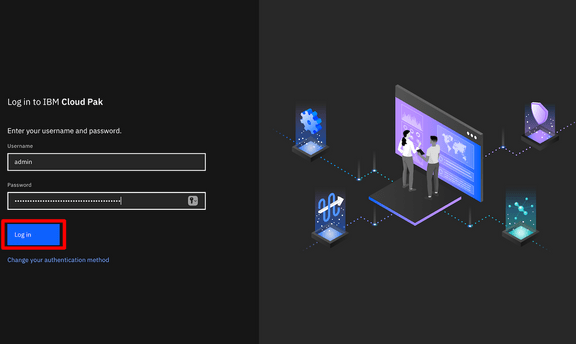 Log in to IBM Cloud Pak
Enter your username and password.
Username
admin
Password
Log in
Change your authentication method